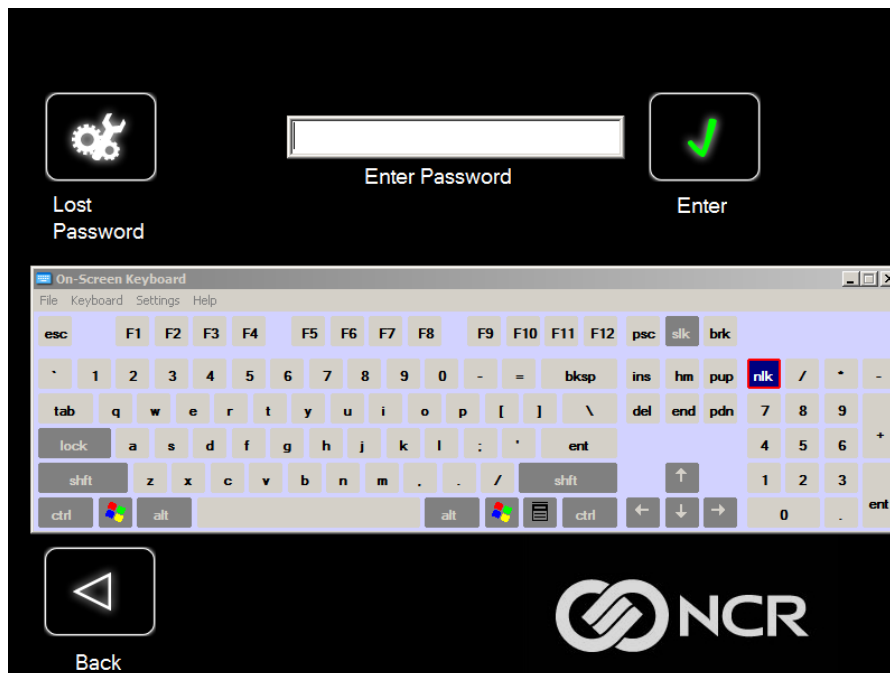 Enter Password
Lost
Password
Enter
On-Screen Keyboard
File Keyboard Settings Help
esc F1 F2 F3 F4 F5 F6 F7 F8 F9 F10 F11 F12 psc slk brk
` 1 2 3 4 5 6 7 8 9 0 - = bksp ins hm pup nlk / * -
tab q w e r t y u i o p [ ] \ del end pdn 7 8 9 +
lock a s d f g h j k l ; ' ent 4 5 6
shft z x c v b n m , . / shft ↑ 1 2 3 ent
ctrl alt alt ctrl ← ↓ → 0 .
Back
NCR